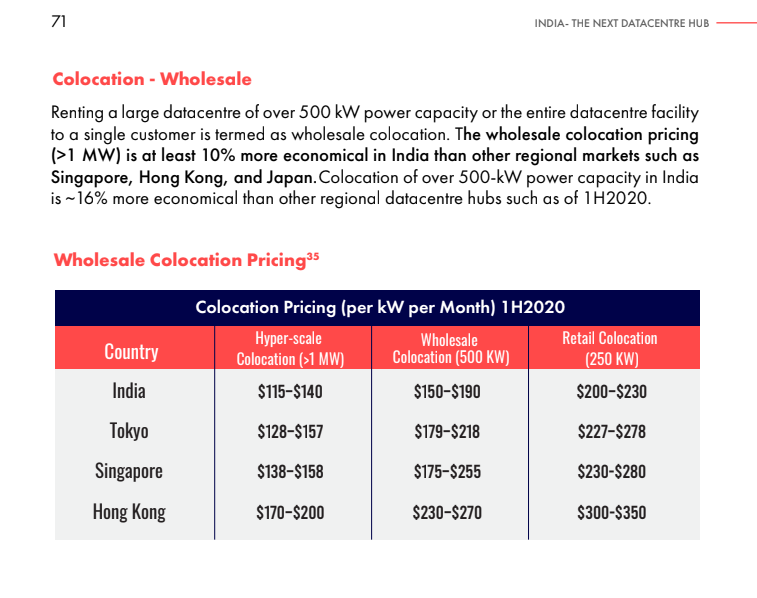 71
INDIA- THE NEXT DATACENTRE HUB
Colocation - Wholesale
Renting a large datacentre of over 500 kW power capacity or the entire datacentre facility
to a single customer is termed as wholesale colocation. The wholesale colocation pricing
(>1 MW) is at least 10% more economical in India than other regional markets such as
Singapore, Hong Kong, and Japan.Colocation of over 500-kW power capacity in India
is ~16% more economical than other regional datacentre hubs such as of 1H2020.
Wholesale Colocation Pricing35
Colocation Pricing (per kW per Month) 1H2020
Country Hyper-scale Colocation (>1 MW) Wholesale Colocation (500 KW) Retail Colocation (250 KW)
India $115–$140 $150–$190 $200–$230
Tokyo $128–$157 $179–$218 $227–$278
Singapore $138–$158 $175–$255 $230-$280
Hong Kong $170–$200 $230–$270 $300-$350